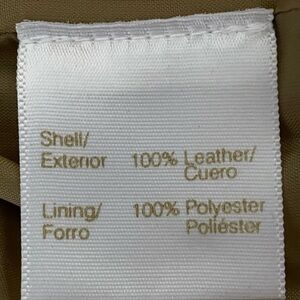 Shell/
Exterior 100% Leather/
Cuero
Lining/ 100% Polyester
Forro Poliéster